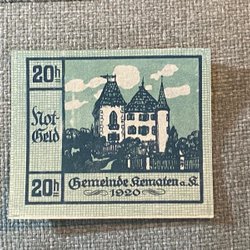 20h
Not-
Geld
20h
Gemeinde Kematen a. K.
1920